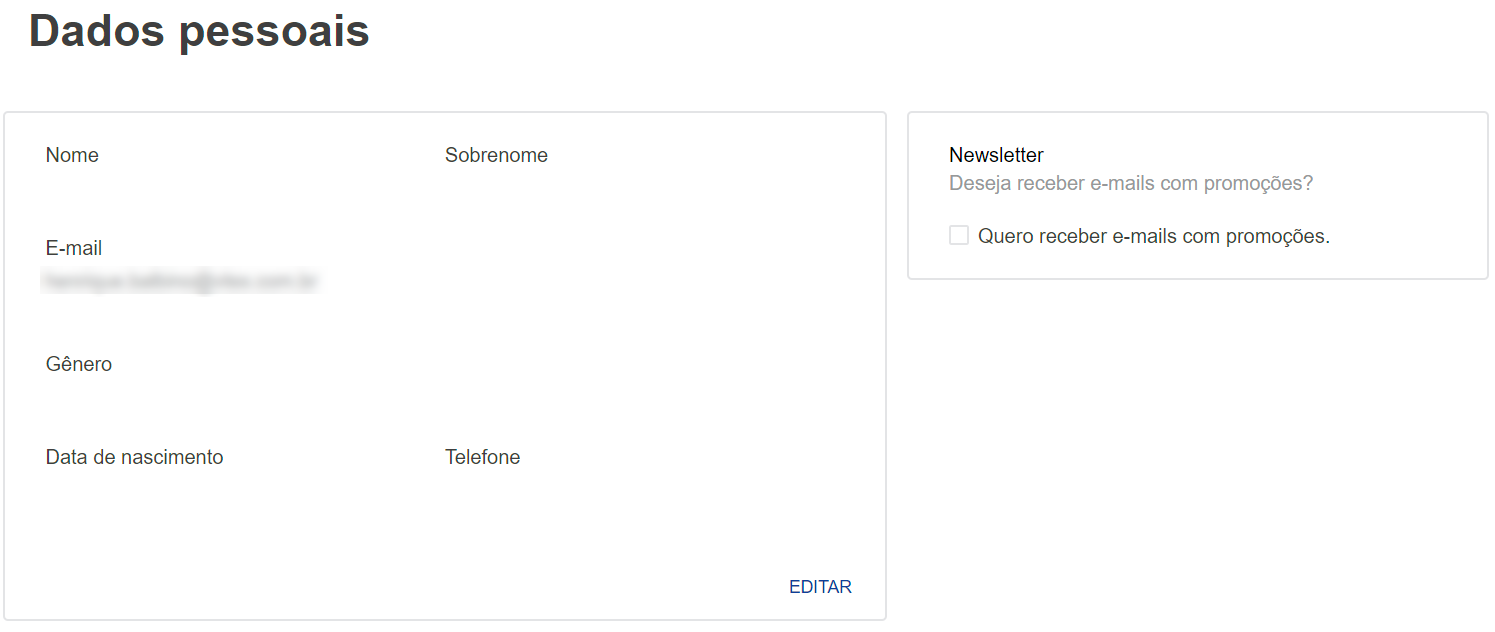 Dados pessoais
Nome
Sobrenome
E-mail
Gênero
Data de nascimento
Telefone
EDITAR
Newsletter
Deseja receber e-mails com promoções?
Quero receber e-mails com promoções.